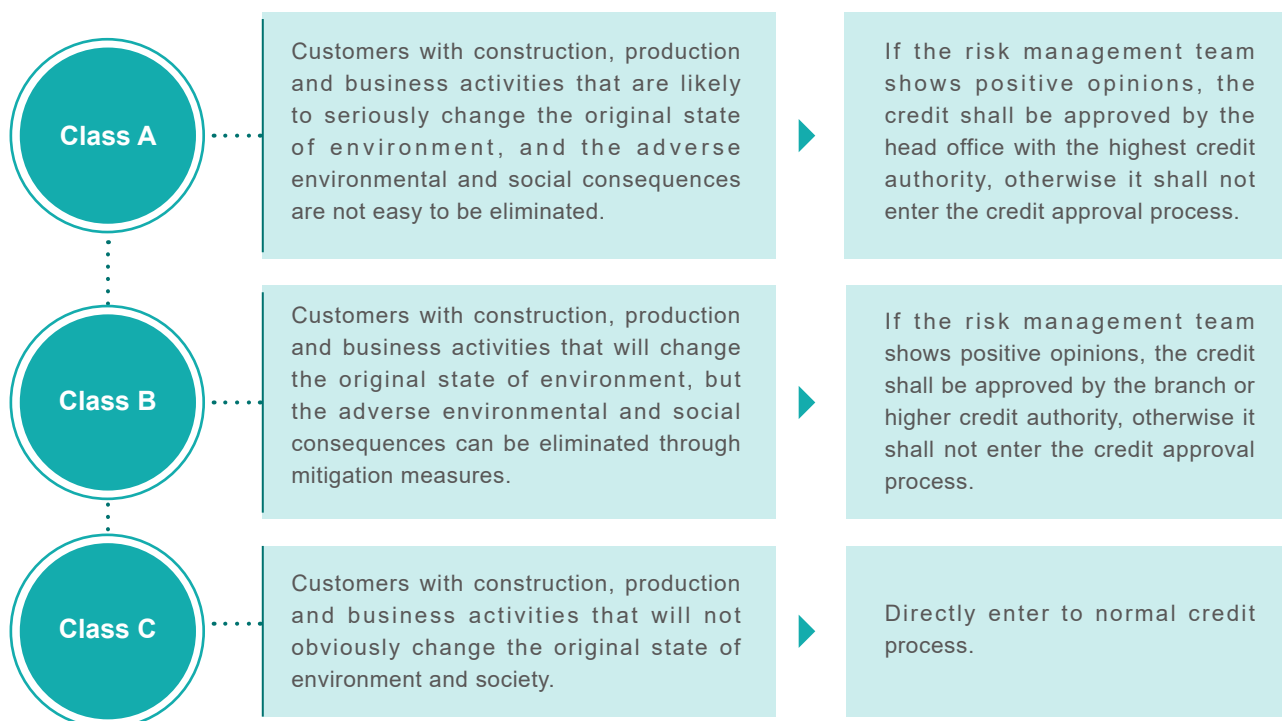 Class A
Customers with construction, production
and business activities that are likely
to seriously change the original state
of environment, and the adverse
environmental and social consequences
are not easy to be eliminated.
If the risk management team
shows positive opinions, the
credit shall be approved by the
head office with the highest credit
authority, otherwise it shall not
enter the credit approval process.
Class B
Customers with construction, production
and business activities that will change
the original state of environment, but
the adverse environmental and social
consequences can be eliminated through
mitigation measures.
If the risk management team
shows positive opinions, the credit
shall be approved by the branch or
higher credit authority, otherwise it
shall not enter the credit approval
process.
Class C
Customers with construction, production
and business activities that will not
obviously change the original state of
environment and society.
Directly enter to normal credit
process.